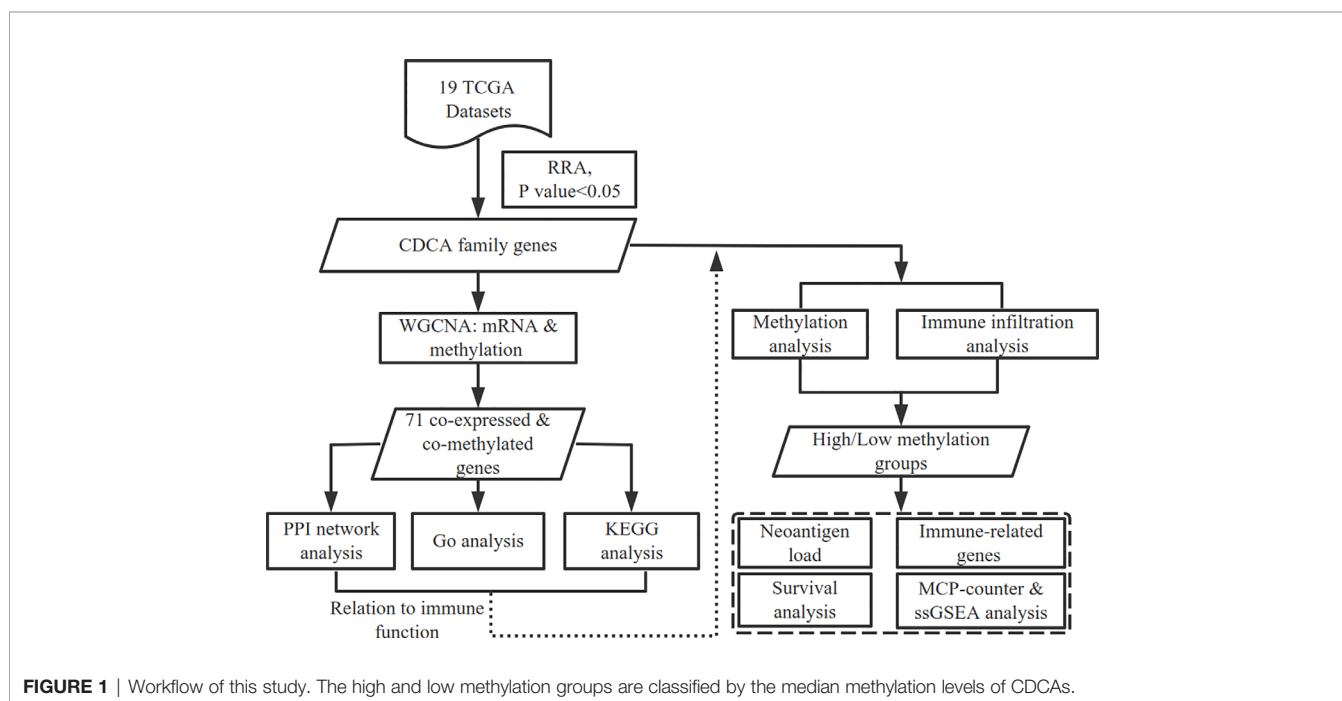 19 TCGA
Datasets
RRA,
P value<0.05
CDCA family genes
WGCNA: mRNA &
methylation
71 co-expressed &
co-methylated
genes
PPI network
analysis
Go analysis
KEGG
analysis
Relation to immune
function
Methylation
analysis
Immune infiltration
analysis
High/Low methylation
groups
Neoantigen
load
Immune-related
genes
Survival
analysis
MCP-counter &
ssGSEA analysis
FIGURE 1 | Workflow of this study. The high and low methylation groups are classified by the median methylation levels of CDCAs.